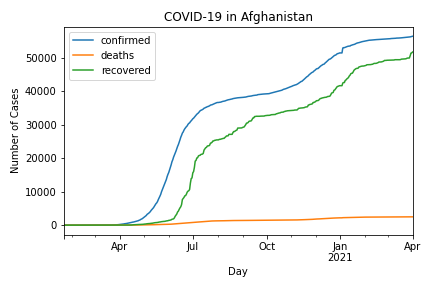 COVID-19 in Afghanistan
confirmed
deaths
recovered
Number of Cases
50000
40000
30000
20000
10000
0
Apr
Jul
Oct
Jan
2021
Apr
Day